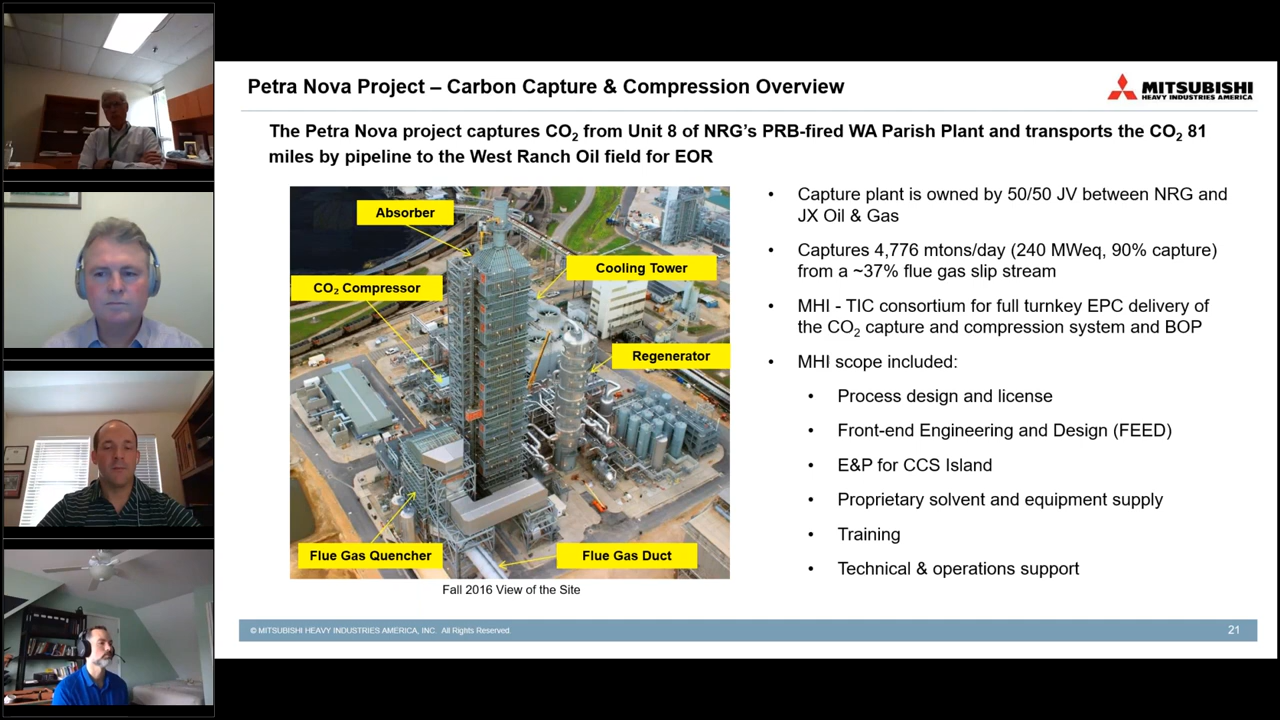 Petra Nova Project – Carbon Capture & Compression Overview
MITSUBISHI
HEAVY INDUSTRIES AMERICA
The Petra Nova project captures CO₂ from Unit 8 of NRG's PRB-fired WA Parish Plant and transports the CO₂ 81
miles by pipeline to the West Ranch Oil field for EOR
Absorber
Cooling Tower
CO₂ Compressor
Regenerator
Flue Gas Quencher
Flue Gas Duct
Fall 2016 View of the Site
• Capture plant is owned by 50/50 JV between NRG and
JX Oil & Gas
• Captures 4,776 mtons/day (240 MWeq, 90% capture)
from a ~37% flue gas slip stream
• MHI - TIC consortium for full turnkey EPC delivery of
the CO₂ capture and compression system and BOP
• MHI scope included:
• Process design and license
• Front-end Engineering and Design (FEED)
• E&P for CCS Island
• Proprietary solvent and equipment supply
• Training
• Technical & operations support
© MITSUBISHI HEAVY INDUSTRIES AMERICA, INC. All Rights Reserved
21